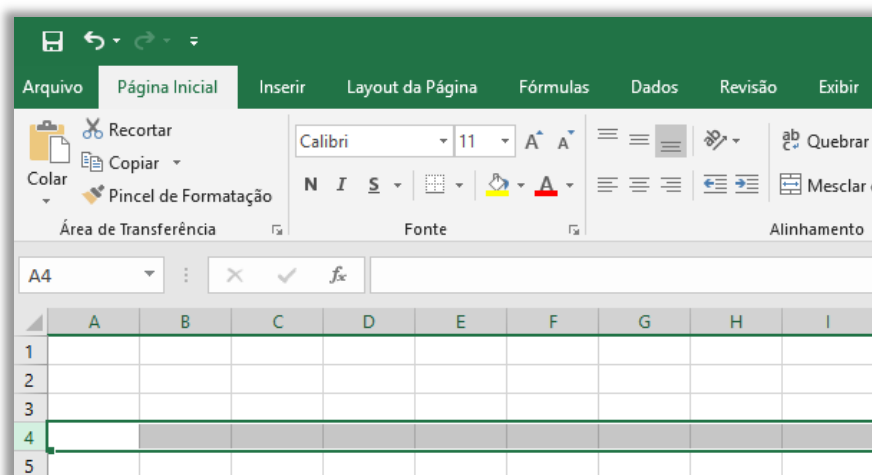 Arquivo Página Inicial Inserir Layout da Página Fórmulas Dados Revisão Exibir
Colar
Recortar
Copiar
Pincel de Formatação
Área de Transferência
Calibri 11 A A
N I S A
Fonte
ab
c Quebrar
Mesclar
Alinhamento
A4 fx
A B C D E F G H I
1
2
3
4
5